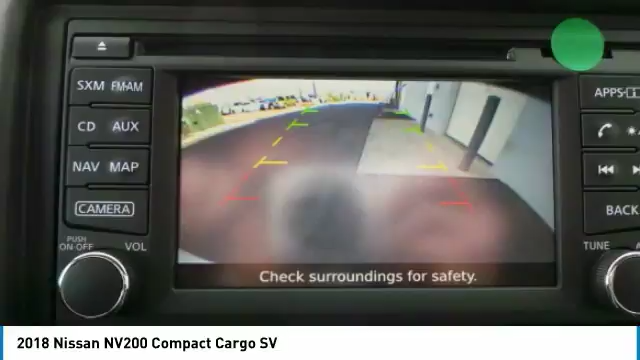 SXM FM·AM
CD AUX
NAV MAP
CAMERA
PUSH
ON·OFF
VOL
APPS
BACK
TUNE
Check surroundings for safety.
2018 Nissan NV200 Compact Cargo SV